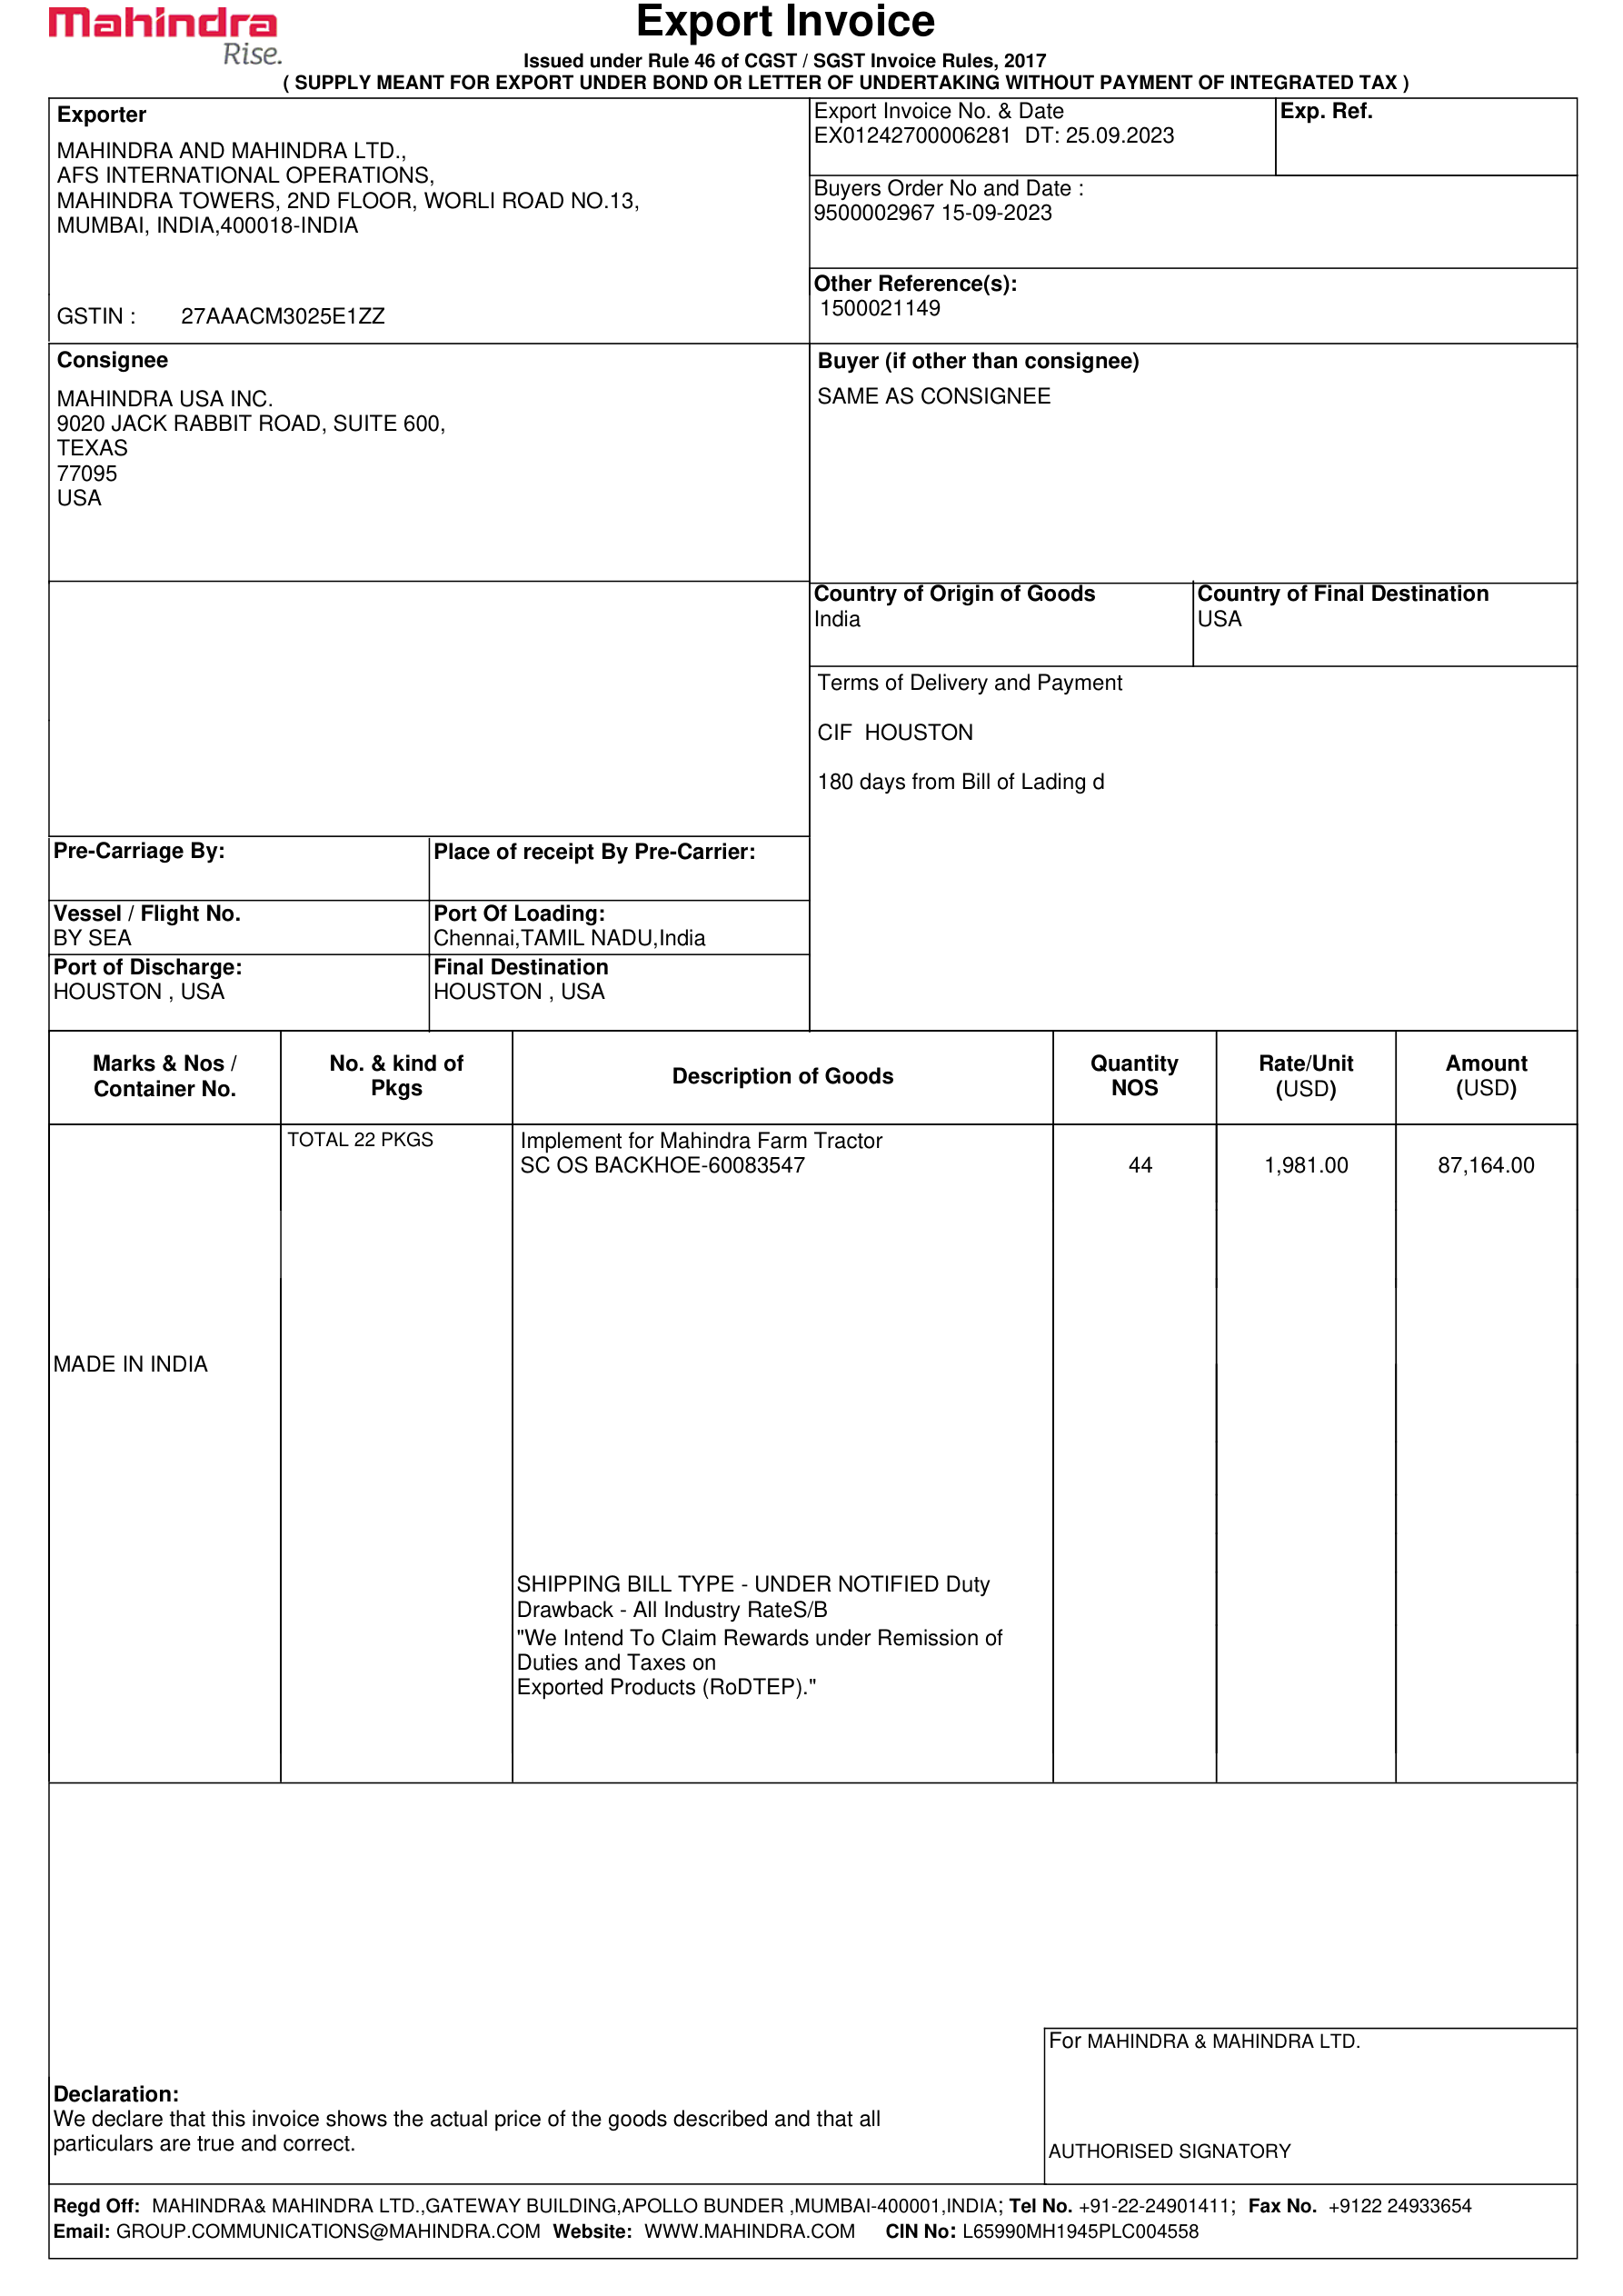 Mahindra
Rise.
Export Invoice
Issued under Rule 46 of CGST / SGST Invoice Rules, 2017
( SUPPLY MEANT FOR EXPORT UNDER BOND OR LETTER OF UNDERTAKING WITHOUT PAYMENT OF INTEGRATED TAX )
Exporter
MAHINDRA AND MAHINDRA LTD.,
AFS INTERNATIONAL OPERATIONS,
MAHINDRA TOWERS, 2ND FLOOR, WORLI ROAD NO.13,
MUMBAI, INDIA,400018-INDIA
GSTIN : 27AAACM3025E1ZZ
Export Invoice No. & Date
EX01242700006281 DT: 25.09.2023
Exp. Ref.
Buyers Order No and Date :
9500002967 15-09-2023
Other Reference(s):
1500021149
Consignee
MAHINDRA USA INC.
9020 JACK RABBIT ROAD, SUITE 600,
TEXAS
77095
USA
Buyer (if other than consignee)
SAME AS CONSIGNEE
Country of Origin of Goods
India
Country of Final Destination
USA
Terms of Delivery and Payment
CIF HOUSTON
180 days from Bill of Lading d
Pre-Carriage By:
Place of receipt By Pre-Carrier:
Vessel / Flight No.
BY SEA
Port Of Loading:
Chennai,TAMIL NADU,India
Port of Discharge:
HOUSTON , USA
Final Destination
HOUSTON , USA
Marks & Nos /
Container No.
No. & kind of
Pkgs
Description of Goods
Quantity
NOS
Rate/Unit
(USD)
Amount
(USD)
TOTAL 22 PKGS
Implement for Mahindra Farm Tractor
SC OS BACKHOE-60083547 44 1,981.00 87,164.00
MADE IN INDIA
SHIPPING BILL TYPE - UNDER NOTIFIED Duty
Drawback - All Industry RateS/B
"We Intend To Claim Rewards under Remission of
Duties and Taxes on
Exported Products (RoDTEP)."
For MAHINDRA & MAHINDRA LTD.
AUTHORISED SIGNATORY
Declaration:
We declare that this invoice shows the actual price of the goods described and that all
particulars are true and correct.
Regd Off: MAHINDRA& MAHINDRA LTD.,GATEWAY BUILDING,APOLLO BUNDER ,MUMBAI-400001,INDIA; Tel No. +91-22-24901411; Fax No. +9122 24933654
Email: GROUP.COMMUNICATIONS@MAHINDRA.COM Website: WWW.MAHINDRA.COM CIN No: L65990MH1945PLC004558